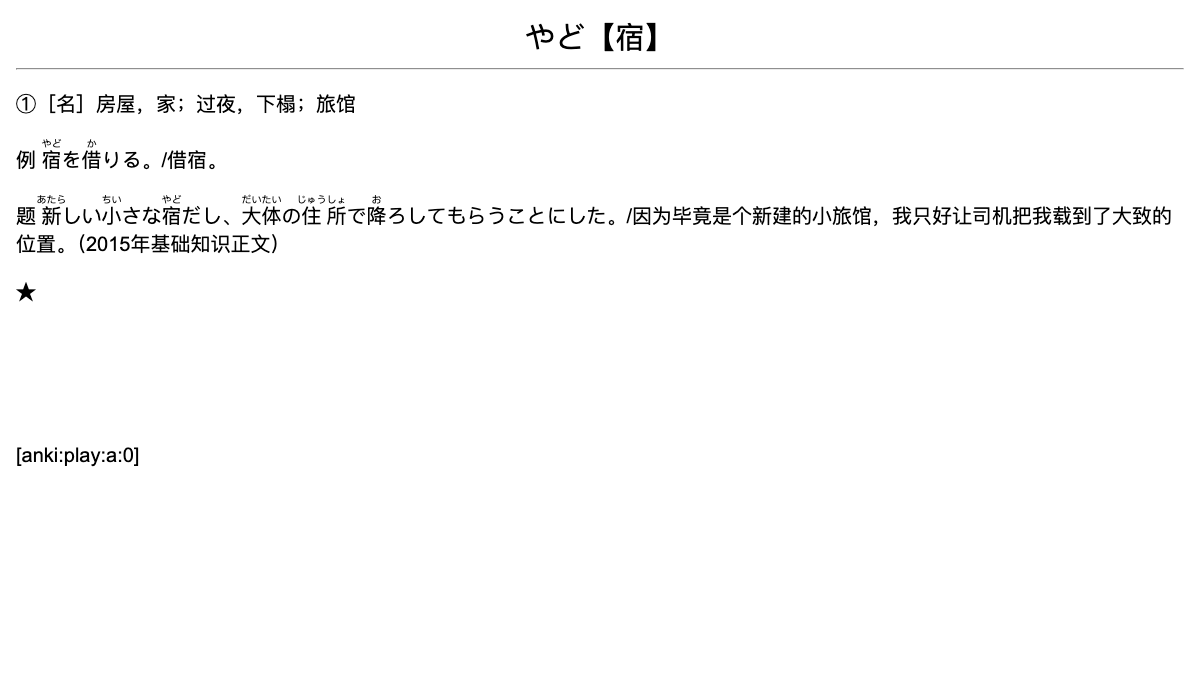 やど【宿】
①［名］房屋，家；过夜，下榻；旅馆
やど か
例 宿を借りる。/借宿。
あたら ちい やど だいたい じゅうしょ お
题 新しい小さな宿だし、大体の住所で降ろしてもらうことにした。/因为毕竟是个新建的小旅馆，我只好让司机把我载到了大致的
位置。（2015年基础知识正文）
★
[anki:play:a:0]